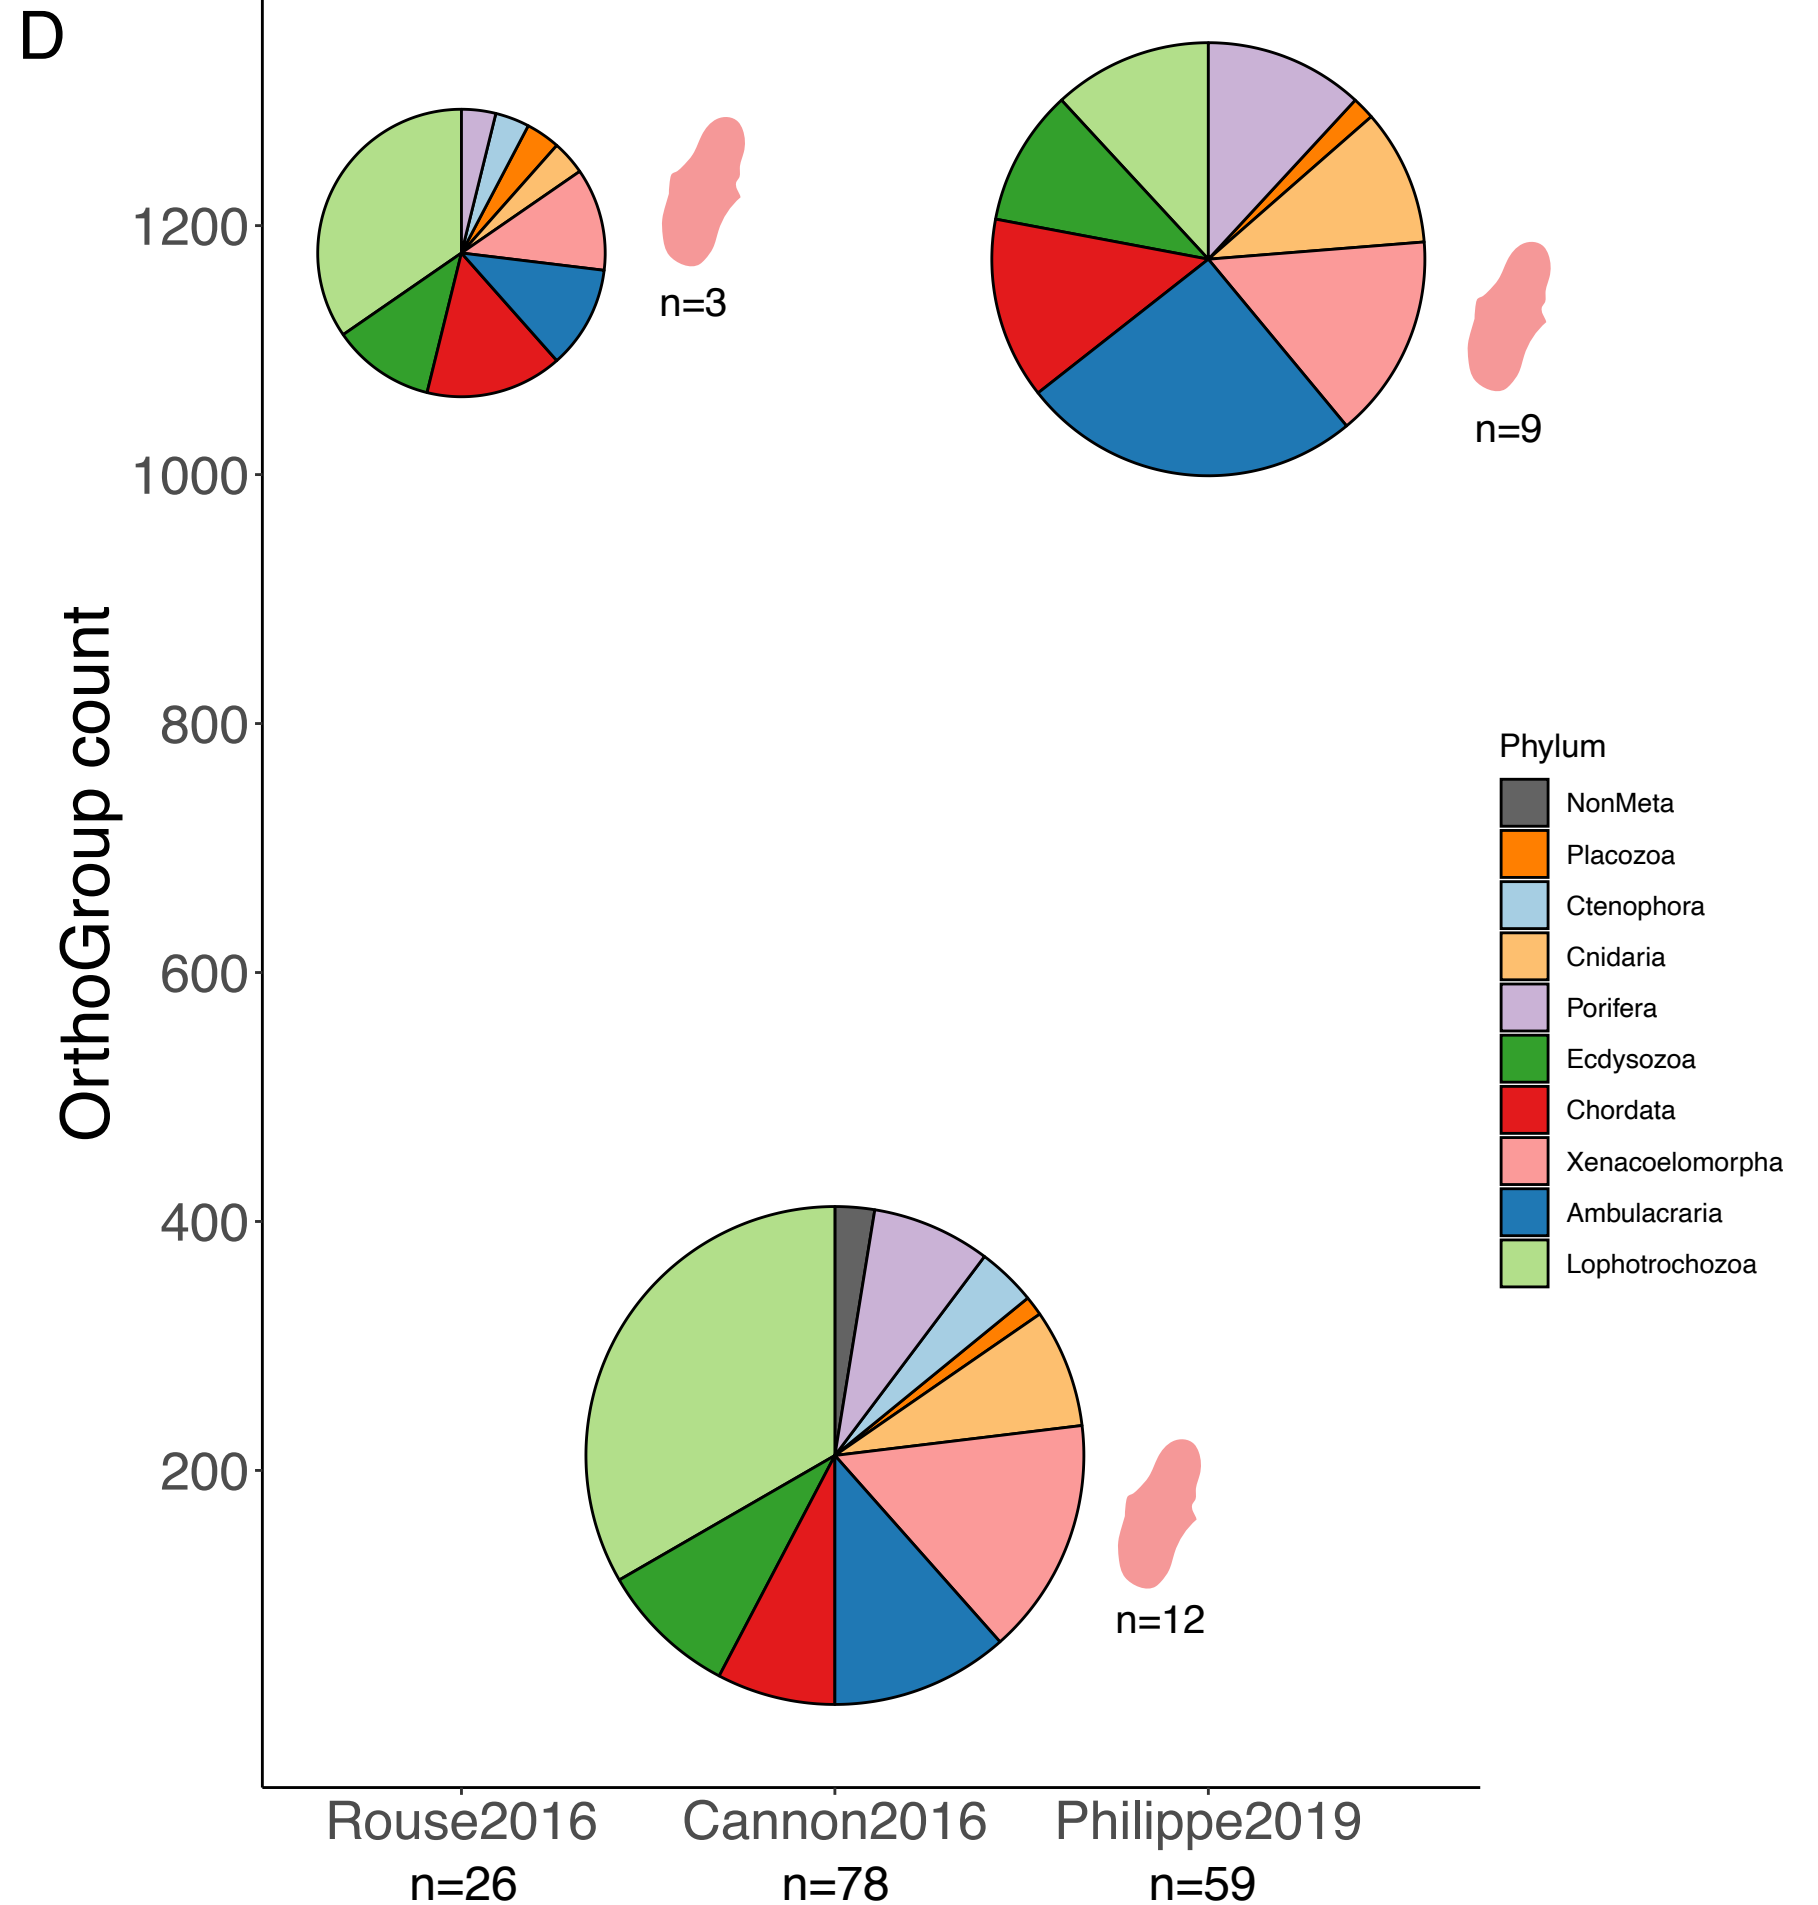 D
OrthoGroup count
1200
1000
800
600
400
200
n=3
n=9
n=12
Phylum
NonMeta
Placozoa
Ctenophora
Cnidaria
Porifera
Ecdysozoa
Chordata
Xenacoelomorpha
Ambulacraria
Lophotrochozoa
Rouse2016 Cannon2016 Philippe2019
n=26 n=78 n=59